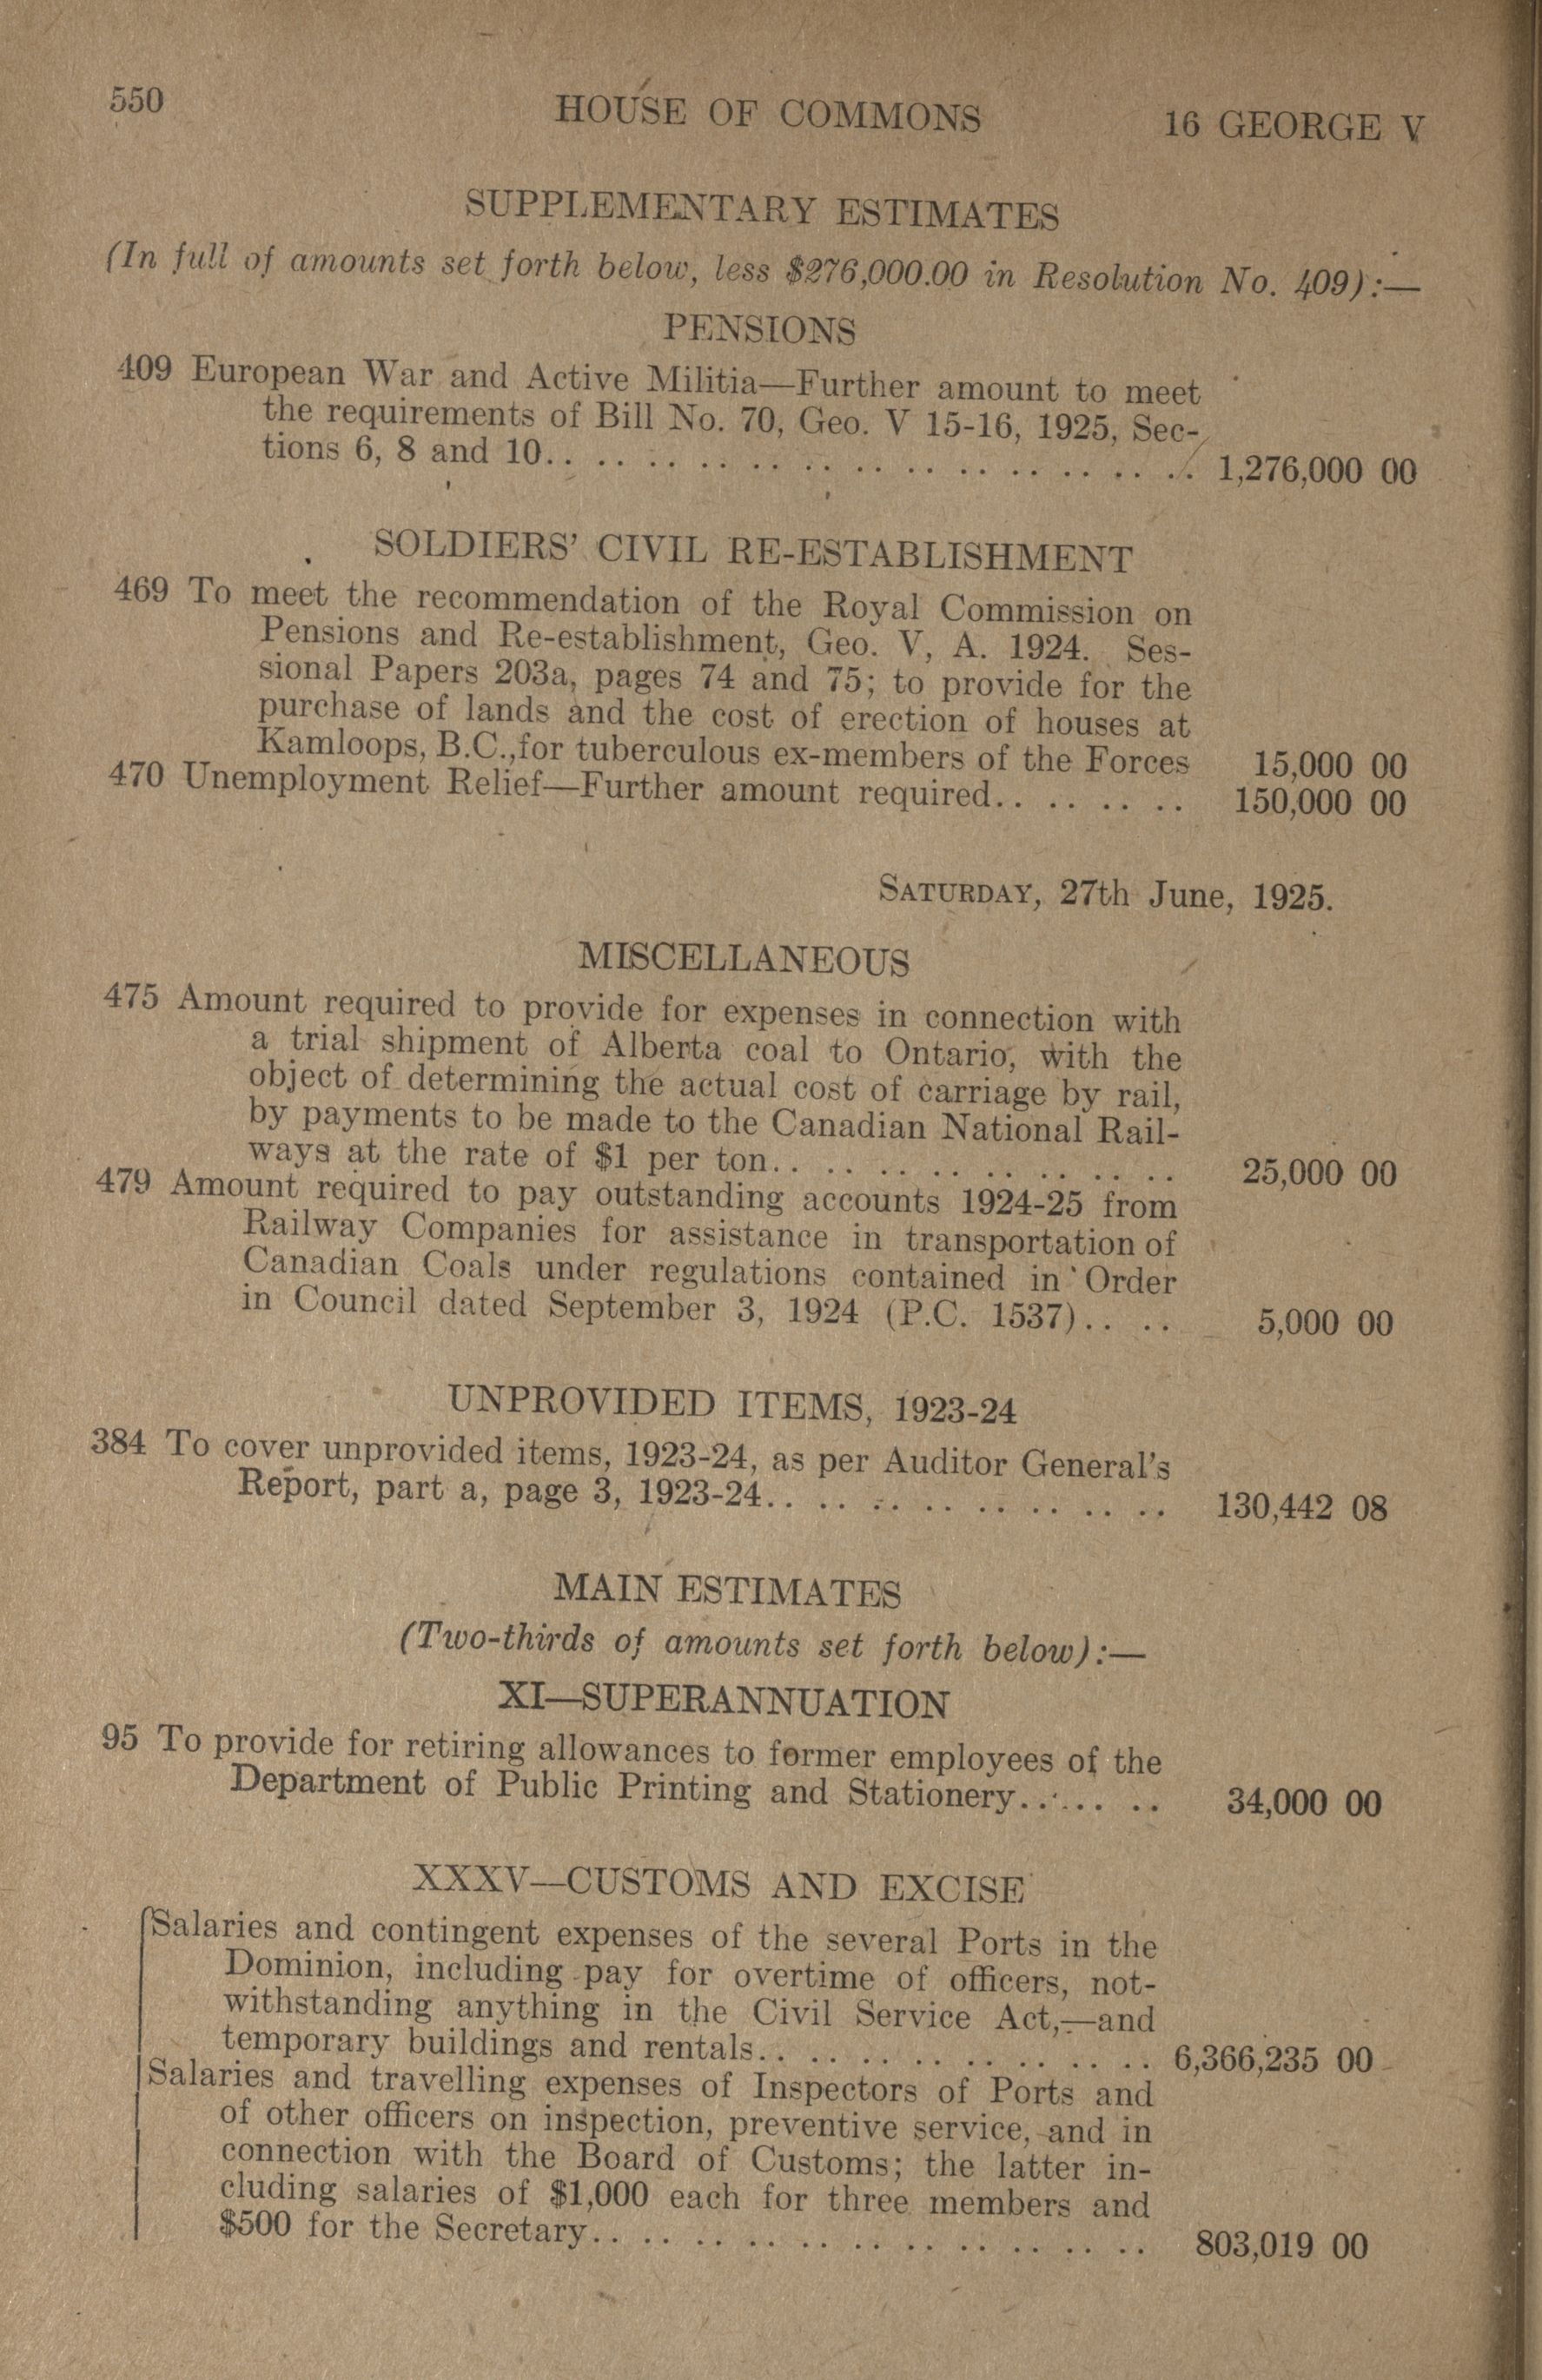 550
HOUSE OF COMMONS
16 GEORGE V
SUPPLEMENTARY ESTIMATES
(In full of amounts set forth below, less $276,000.00 in Resolution No. 409):—
PENSIONS
409 European War and Active Militia—Further amount to meet
the requirements of Bill No. 70, Geo. V 15-16, 1925, Sec-
tions 6, 8 and 10.. .. .. .. .. .. .. .. .. .. .. .. .. 1,276,000 00
SOLDIERS' CIVIL RE-ESTABLISHMENT
469 To meet the recommendation of the Royal Commission on
Pensions and Re-establishment, Geo. V, A. 1924. Ses-
sional Papers 203a, pages 74 and 75; to provide for the
purchase of lands and the cost of erection of houses at
Kamloops, B.C.,for tuberculous ex-members of the Forces 15,000 00
470 Unemployment Relief—Further amount required.. .. .. .. 150,000 00
SATURDAY, 27th June, 1925.
MISCELLANEOUS
475 Amount required to provide for expenses in connection with
a trial shipment of Alberta coal to Ontario, with the
object of determining the actual cost of carriage by rail,
by payments to be made to the Canadian National Rail-
ways at the rate of $1 per ton.. .. .. .. .. .. .. .. 25,000 00
479 Amount required to pay outstanding accounts 1924-25 from
Railway Companies for assistance in transportation of
Canadian Coals under regulations contained in Order
in Council dated September 3, 1924 (P.C. 1537).. .. .. 5,000 00
UNPROVIDED ITEMS, 1923-24
384 To cover unprovided items, 1923-24, as per Auditor General's
Report, part a, page 3, 1923-24.. .. .. .. .. .. .. .. 130,442 08
MAIN ESTIMATES
(Two-thirds of amounts set forth below):—
XI—SUPERANNUATION
95 To provide for retiring allowances to former employees of the
Department of Public Printing and Stationery.. .. .. .. 34,000 00
XXXV—CUSTOMS AND EXCISE
Salaries and contingent expenses of the several Ports in the
Dominion, including pay for overtime of officers, not-
withstanding anything in the Civil Service Act,—and
temporary buildings and rentals.. .. .. .. .. .. .. .. 6,366,235 00
Salaries and travelling expenses of Inspectors of Ports and
of other officers on inspection, preventive service, and in
connection with the Board of Customs; the latter in-
cluding salaries of $1,000 each for three members and
$500 for the Secretary.. .. .. .. .. .. .. .. .. .. .. 803,019 00